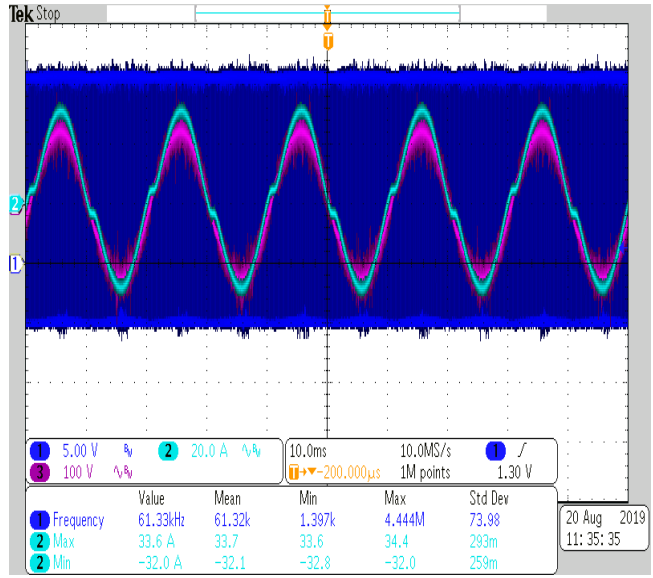 Tek Stop
T
T
2
1
1 5.00 V BW 2 20.0 A ∿BW
3 100 V ∿BW
10.0ms 10.0MS/s 1 ∫
T→▼-200.000μs 1M points 1.30 V
Value Mean Min Max Std Dev
1 Frequency 61.33kHz 61.32k 1.397k 4.444M 73.98
2 Max 33.6 A 33.7 33.6 34.4 293m
2 Min -32.0 A -32.1 -32.8 -32.0 259m
20 Aug 2019
11:35:35